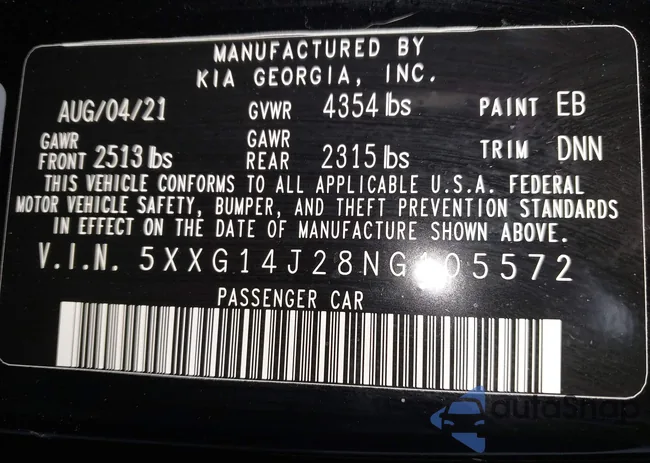 MANUFACTURED BY
KIA GEORGIA, INC.
AUG/04/21 GVWR 4354 lbs PAINT EB
GAWR FRONT 2513 lbs GAWR REAR 2315 lbs TRIM DNN
THIS VEHICLE CONFORMS TO ALL APPLICABLE U.S.A. FEDERAL
MOTOR VEHICLE SAFETY, BUMPER, AND THEFT PREVENTION STANDARDS
IN EFFECT ON THE DATE OF MANUFACTURE SHOWN ABOVE.
V.I.N.
PASSENGER CAR
autoShop